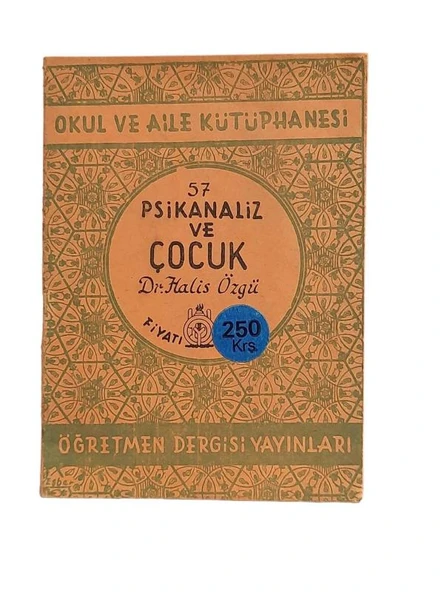 OKUL VE AİLE KÜTÜPHANESİ
57
PSİKANALİZ
VE
ÇOCUK
Dr. Halis Özgü
FİYATI
250
Krş.
ÖĞRETMEN DERGİSİ YAYINLARI